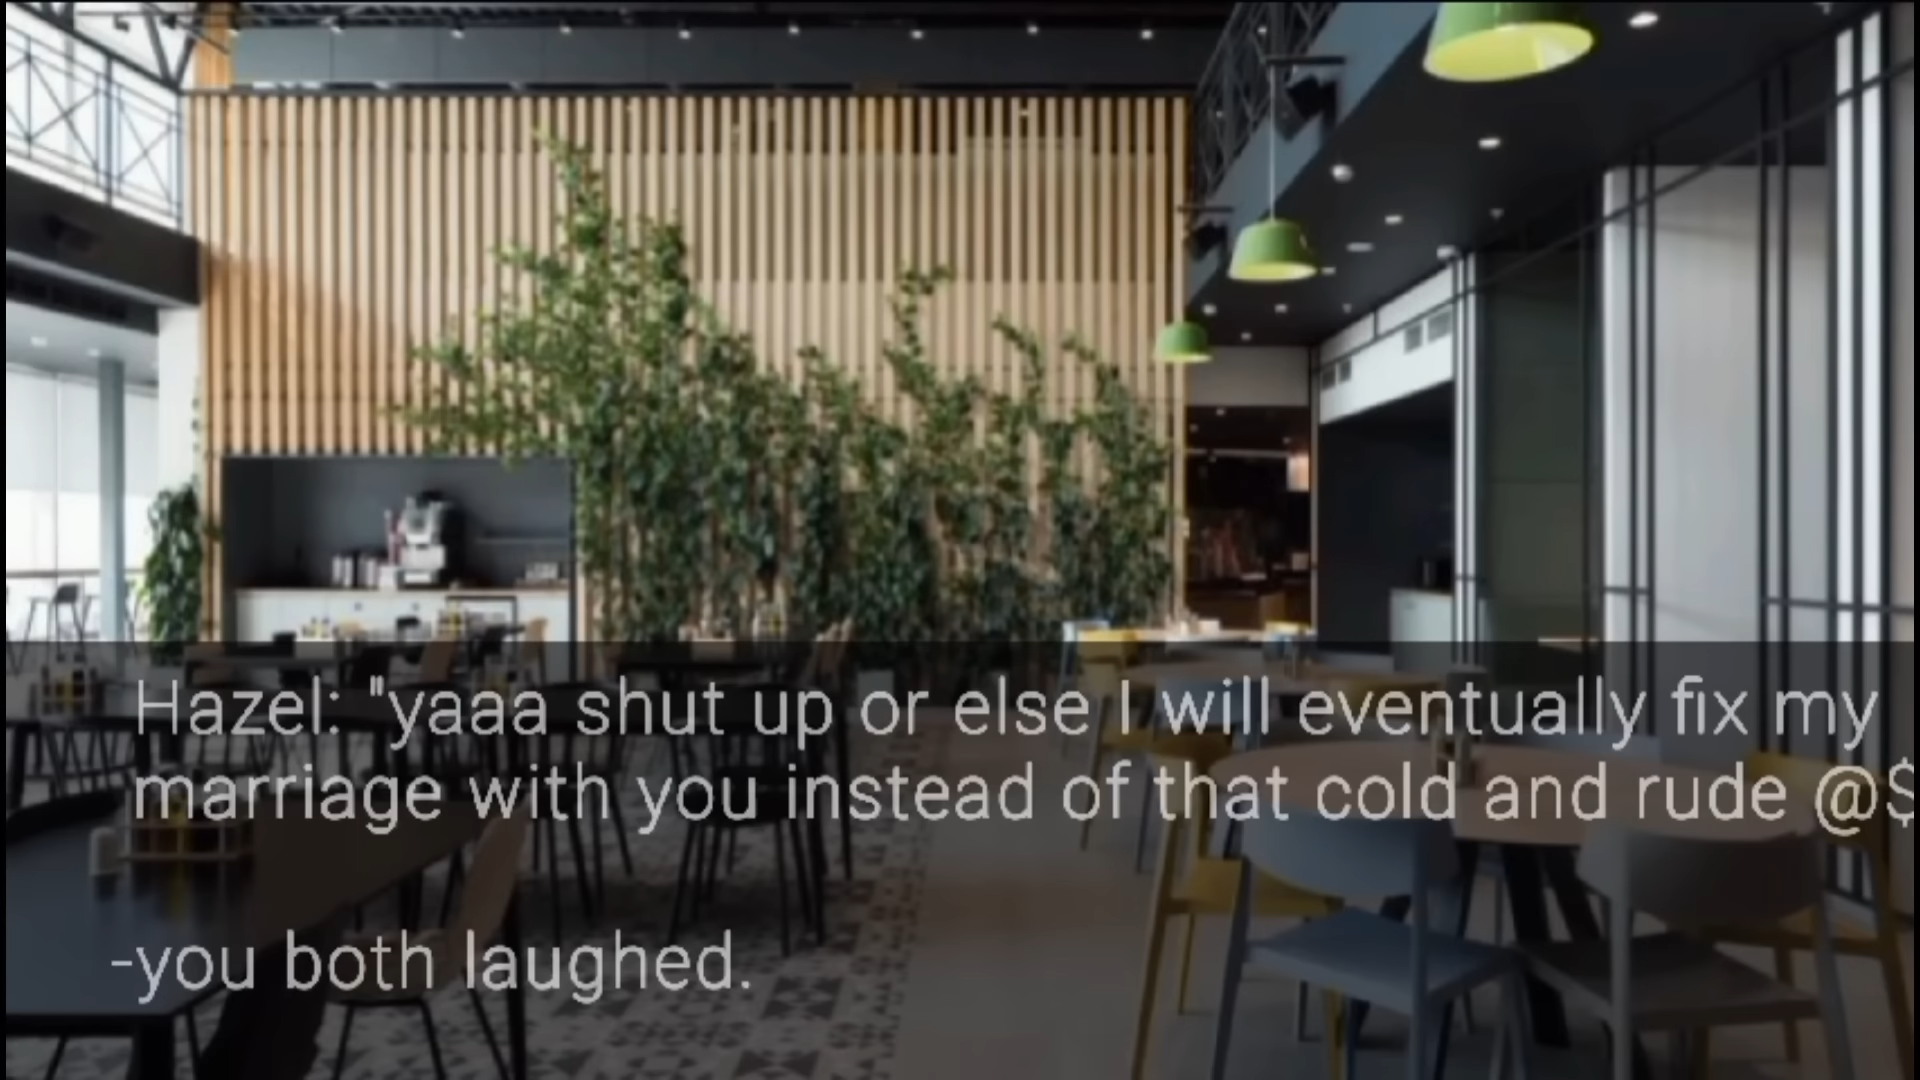 Hazel: "yaaa shut up or else I will eventually fix my
marriage with you instead of that cold and rude @$
-you both laughed.